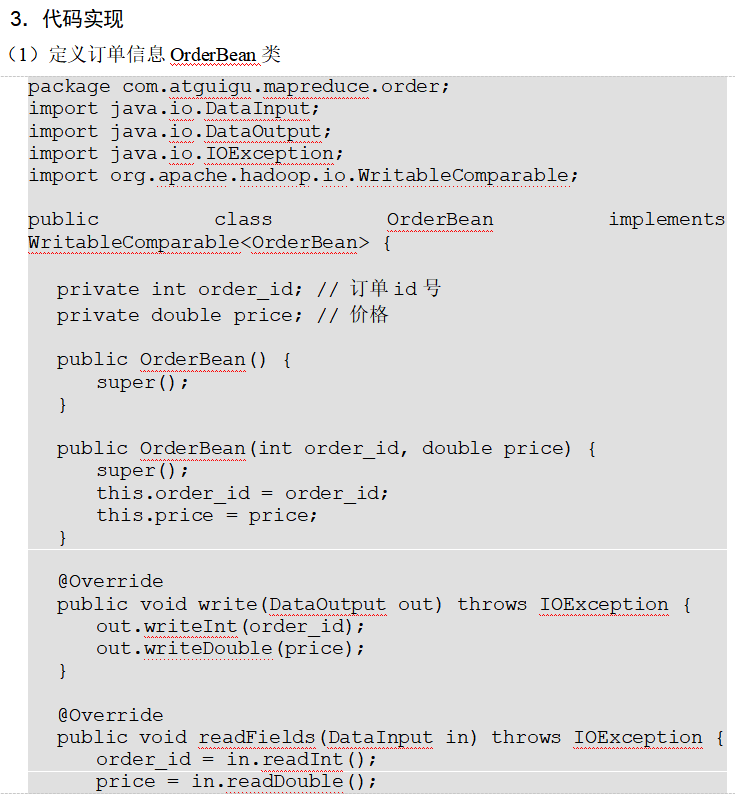 3. 代码实现
（1）定义订单信息 OrderBean 类
package com.atguigu.mapreduce.order;
import java.io.DataInput;
import java.io.DataOutput;
import java.io.IOException;
import org.apache.hadoop.io.WritableComparable;
public class OrderBean implements
WritableComparable<OrderBean> {
private int order_id; // 订单 id 号
private double price; // 价格
public OrderBean() {
super();
}
public OrderBean(int order_id, double price) {
super();
this.order_id = order_id;
this.price = price;
}
@Override
public void write(DataOutput out) throws IOException {
out.writeInt(order_id);
out.writeDouble(price);
}
@Override
public void readFields(DataInput in) throws IOException {
order_id = in.readInt();
price = in.readDouble();